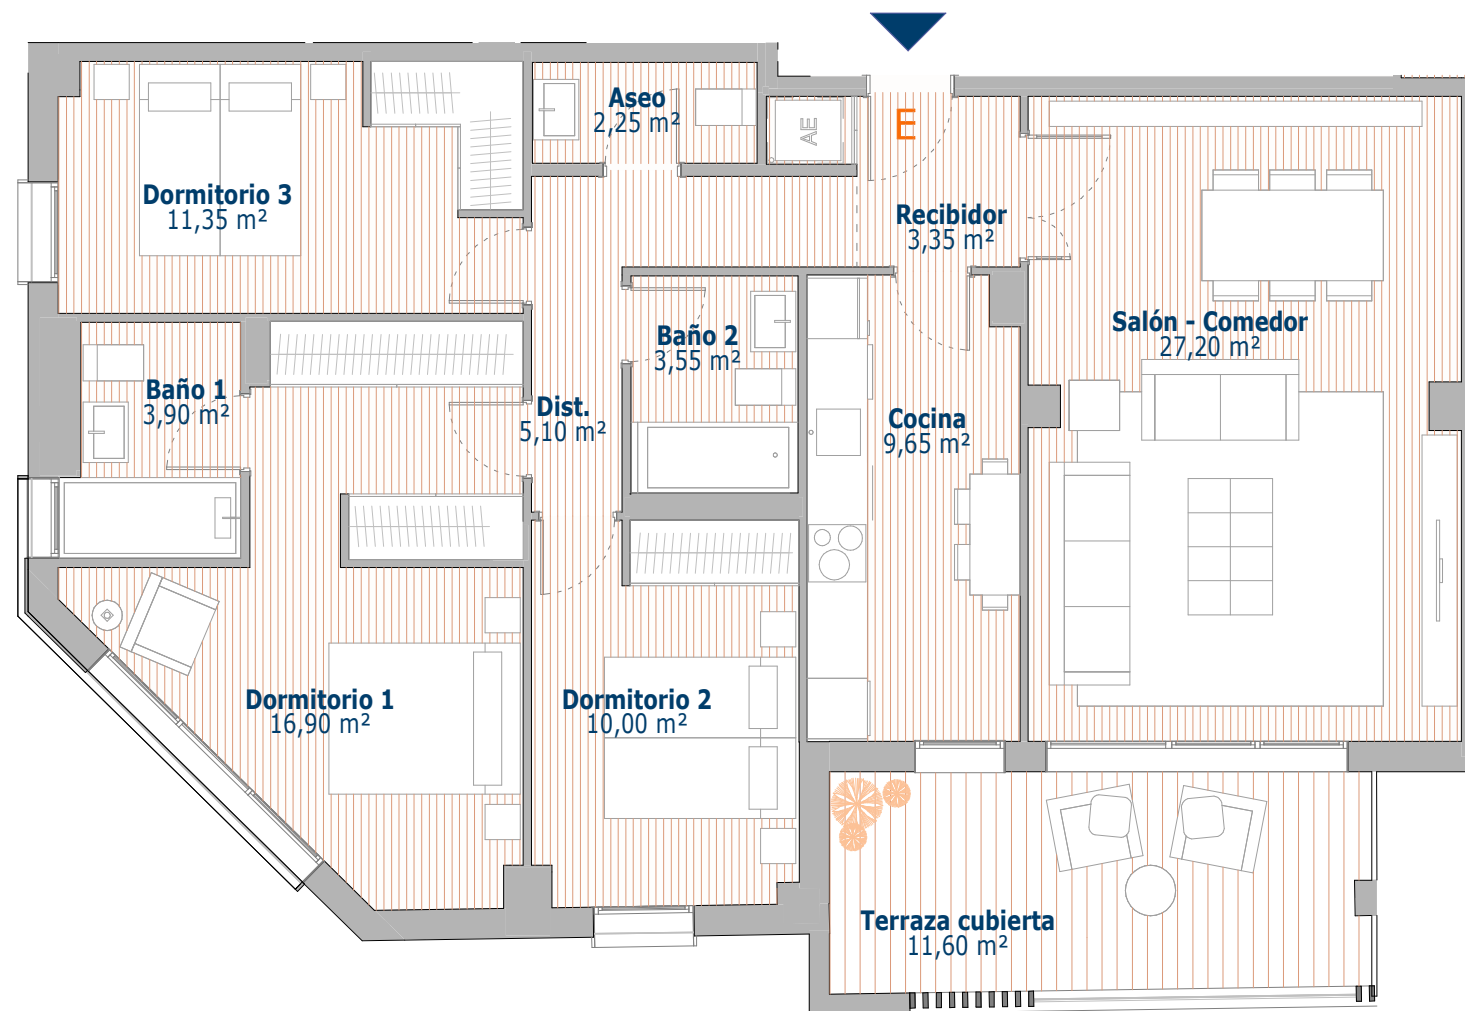 Aseo
2,25 m²
AE
E
Dormitorio 3
11,35 m²
Recibidor
3,35 m²
Salón - Comedor
27,20 m²
Baño 2
3,55 m²
Baño 1
3,90 m²
Dist.
5,10 m²
Cocina
9,65 m²
Dormitorio 1
16,90 m²
Dormitorio 2
10,00 m²
Terraza cubierta
11,60 m²